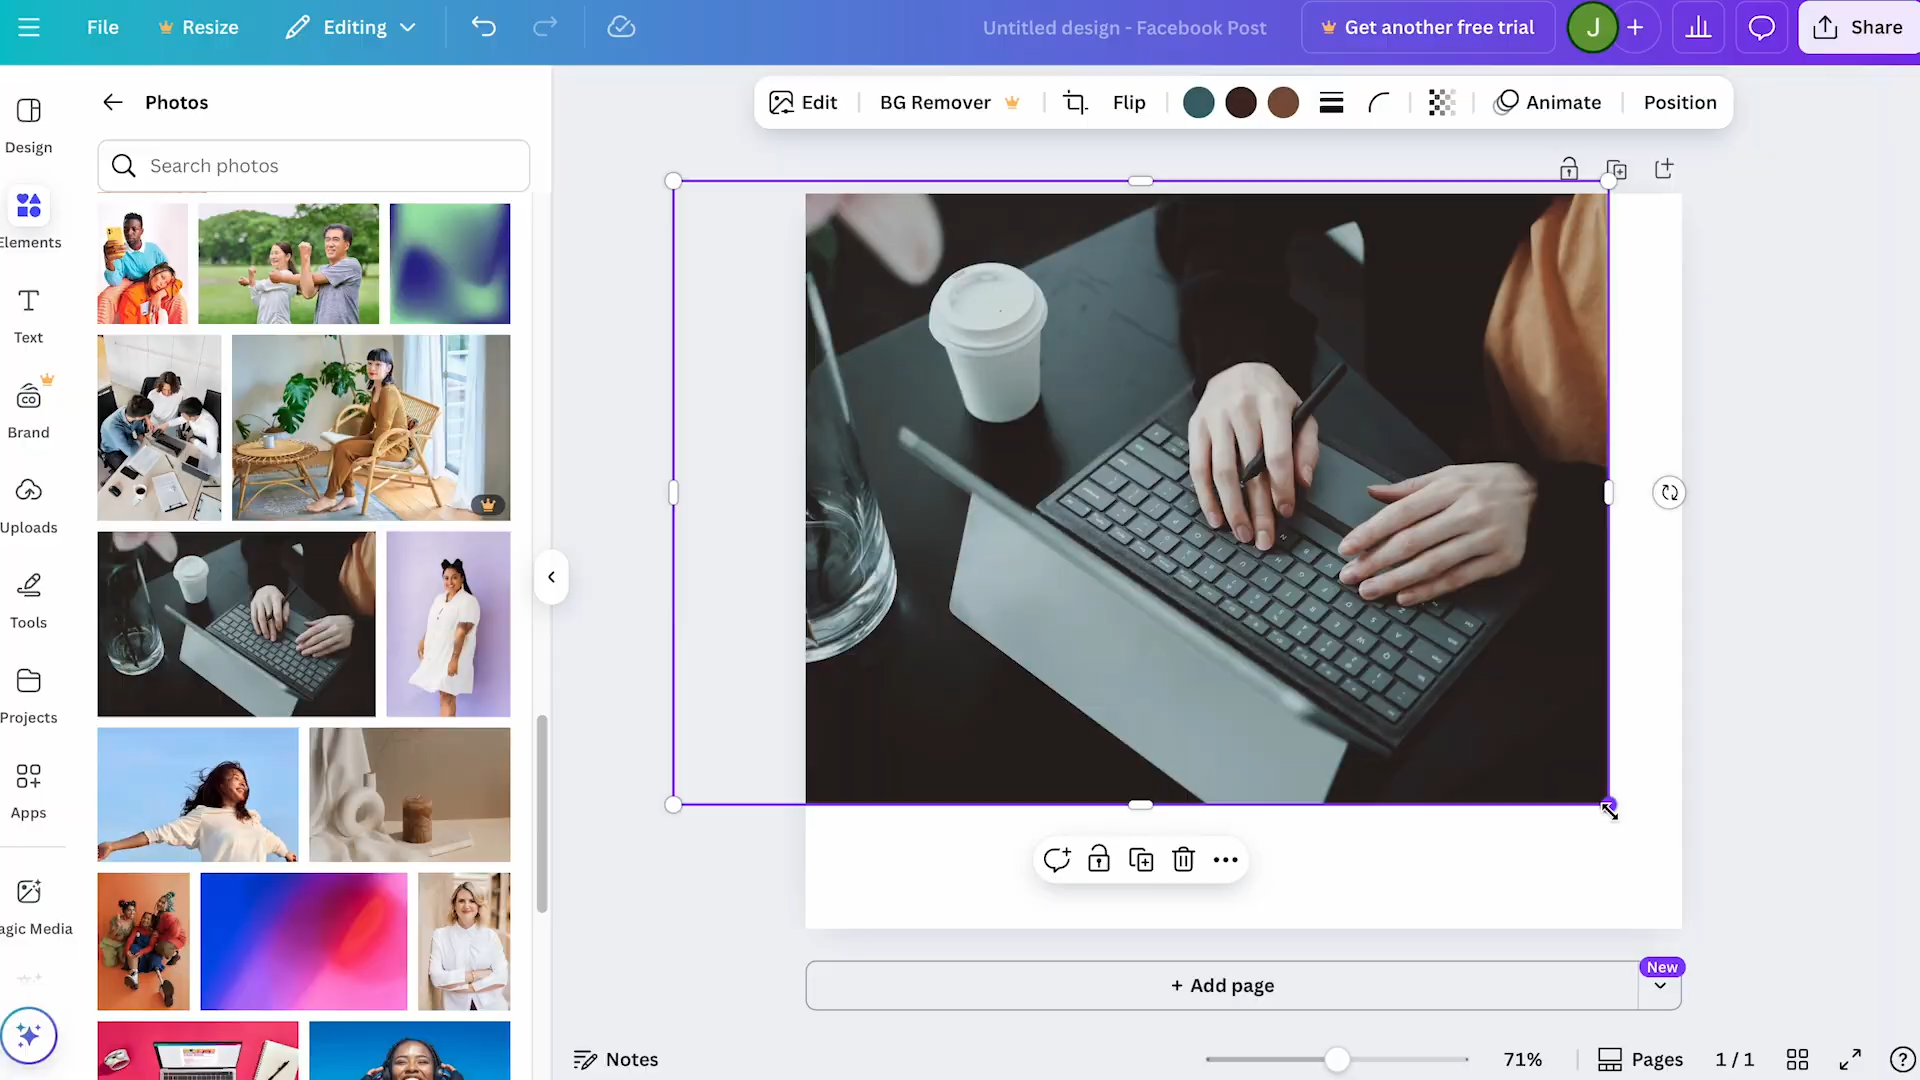 File
Resize
Editing
Untitled design - Facebook Post
Get another free trial
J
Share
Design
Elements
Text
Brand
Uploads
Tools
Projects
Apps
agic Media
Photos
Search photos
Edit
BG Remover
Flip
Animate
Position
+ Add page
New
Notes
71%
Pages
1 / 1